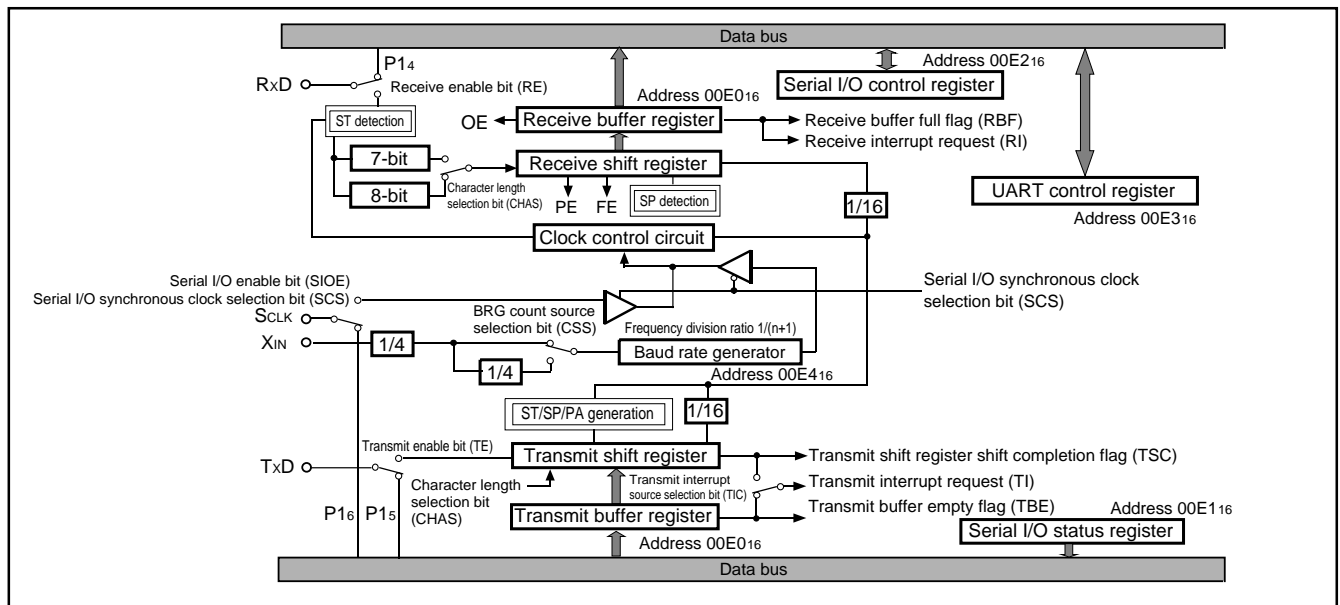 Data bus
P14
RxD
Receive enable bit (RE)
Address 00E216
Serial I/O control register
Address 00E016
ST detection
OE
Receive buffer register
Receive buffer full flag (RBF)
Receive interrupt request (RI)
7-bit
8-bit
Character length
selection bit (CHAS)
Receive shift register
PE
FE
SP detection
1/16
UART control register
Address 00E316
Clock control circuit
Serial I/O enable bit (SIOE)
Serial I/O synchronous clock selection bit (SCS)
Serial I/O synchronous clock
selection bit (SCS)
SCLK
BRG count source
selection bit (CSS)
Frequency division ratio 1/(n+1)
XIN
1/4
1/4
Baud rate generator
Address 00E416
ST/SP/PA generation
1/16
Transmit enable bit (TE)
TxD
Transmit shift register
Transmit shift register shift completion flag (TSC)
Character length
selection bit
(CHAS)
Transmit interrupt
source selection bit (TIC)
Transmit interrupt request (TI)
P16
P15
Transmit buffer register
Transmit buffer empty flag (TBE)
Address 00E116
Serial I/O status register
Address 00E016
Data bus